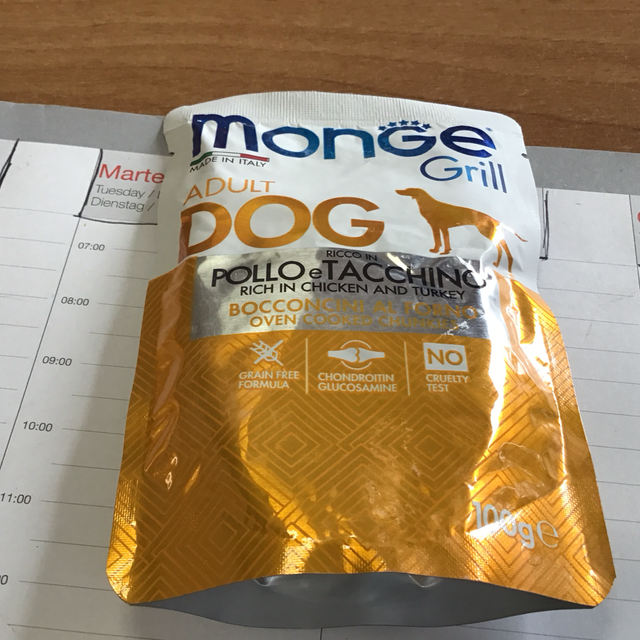 monGe
Grill
MADE IN ITALY
ADULT
DOG
RICCO IN
POLLO e TACCHINO
RICH IN CHICKEN AND TURKEY
BOCCONCINI AL FORNO
OVEN COOKED
GRAIN FREE
FORMULA
CHONDROITIN
GLUCOSAMINE
NO
CRUELTY
TEST
100g e
Marte
Tuesday /
Dienstag /
07:00
08:00
09:00
10:00
11:00